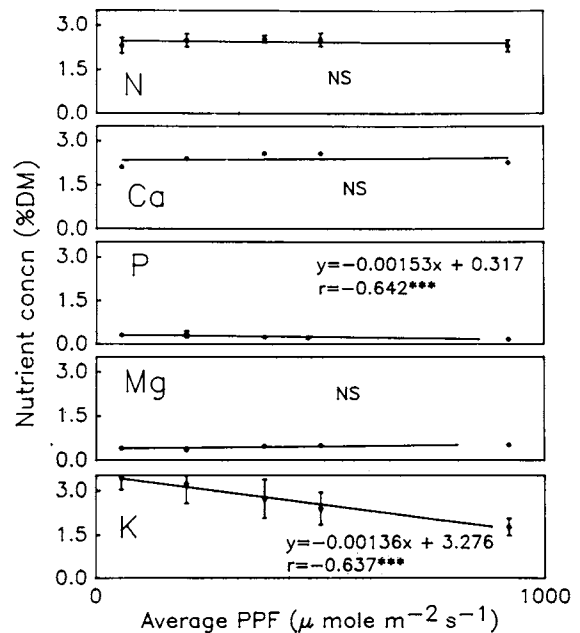 Nutrient concn (%DM)
3.0
1.5
0.0
N
NS
3.0
1.5
0.0
Ca
NS
3.0
1.5
0.0
P
y=-0.00153x + 0.317
r=-0.642***
3.0
1.5
0.0
Mg
NS
3.0
1.5
0.0
K
y=-0.00136x + 3.276
r=-0.637***
0
1000
Average PPF (μ mole m⁻² s⁻¹)